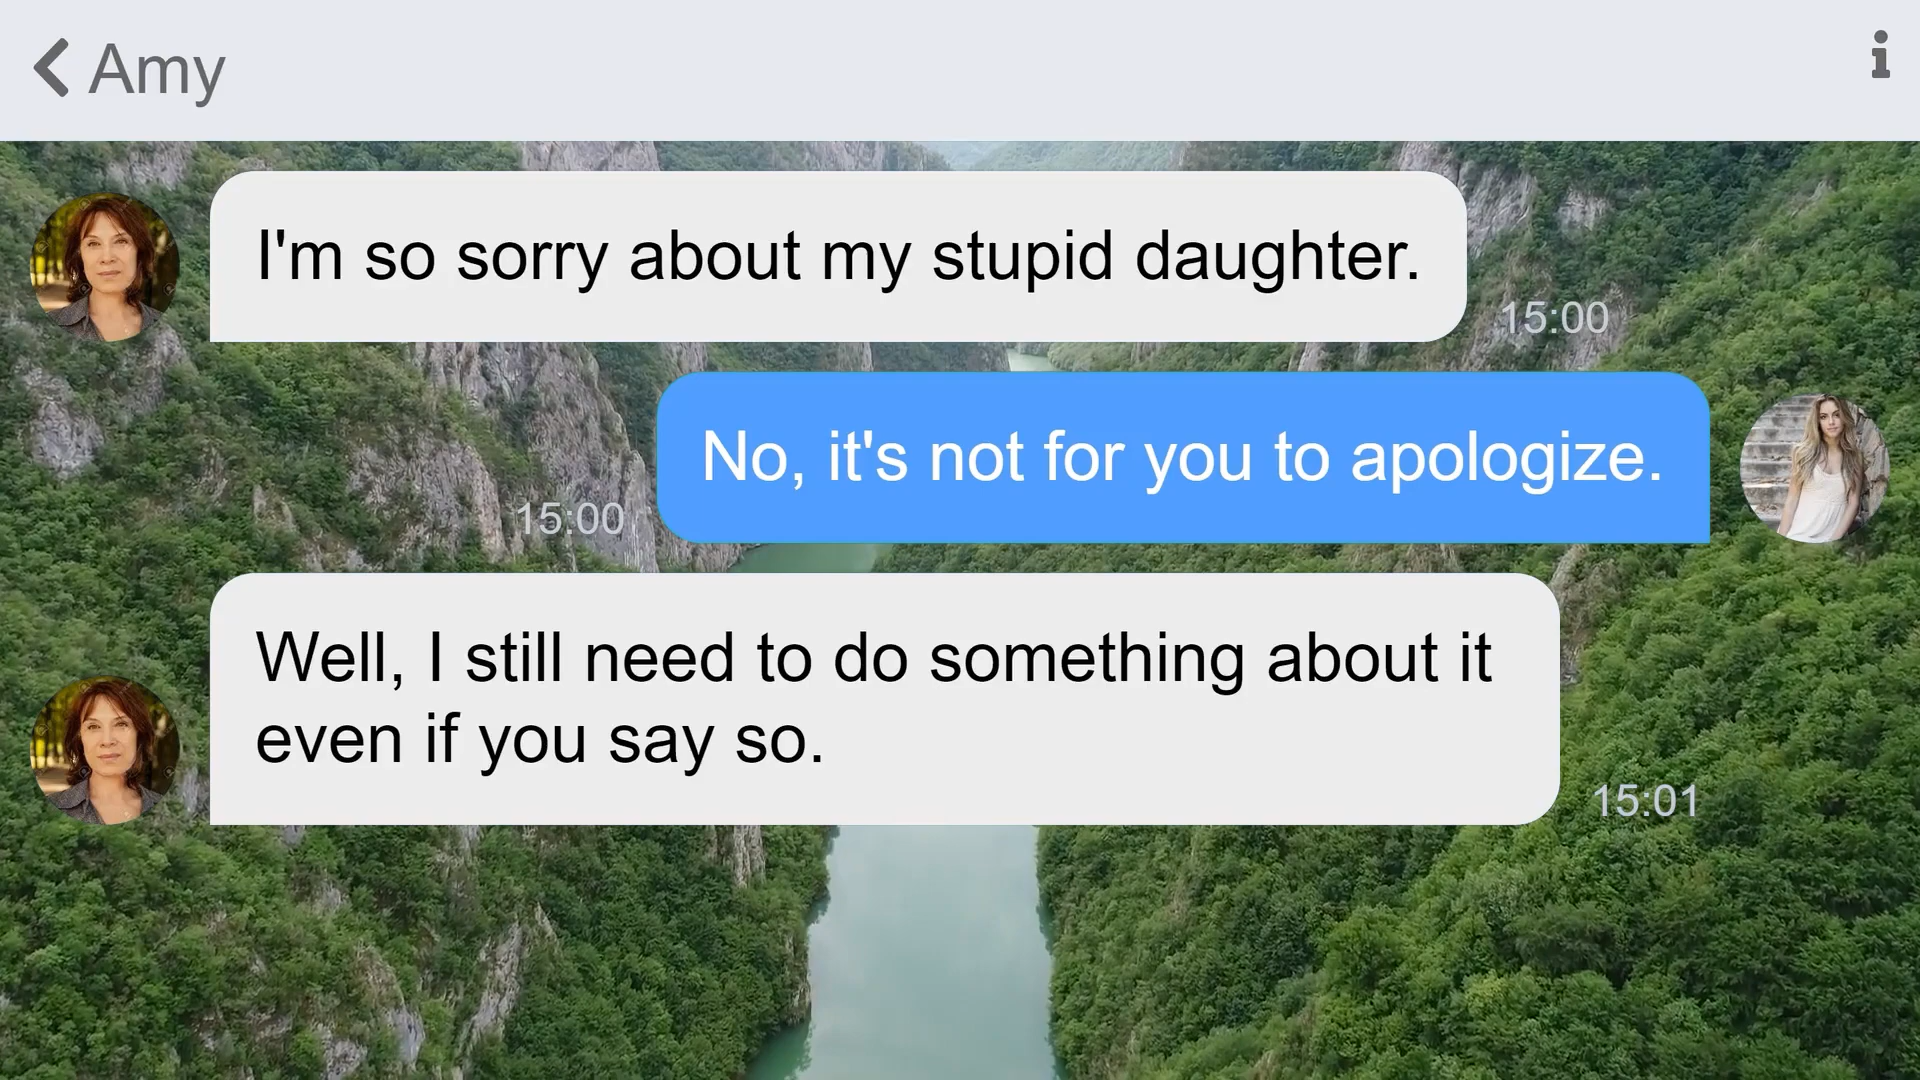 Amy
I'm so sorry about my stupid daughter.
15:00
No, it's not for you to apologize.
15:00
Well, I still need to do something about it
even if you say so.
15:01